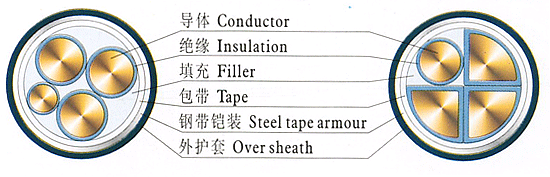 导体 Conductor
绝缘 Insulation
填充 Filler
包带 Tape
钢带铠装 Steel tape armour
外护套 Over sheath